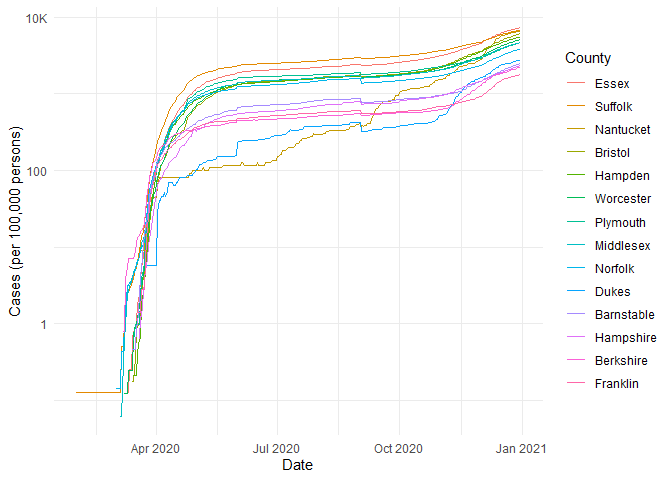 10K
100
1
Cases (per 100,000 persons)
Apr 2020
Jul 2020
Oct 2020
Jan 2021
Date
County
Essex
Suffolk
Nantucket
Bristol
Hampden
Worcester
Plymouth
Middlesex
Norfolk
Dukes
Barnstable
Hampshire
Berkshire
Franklin